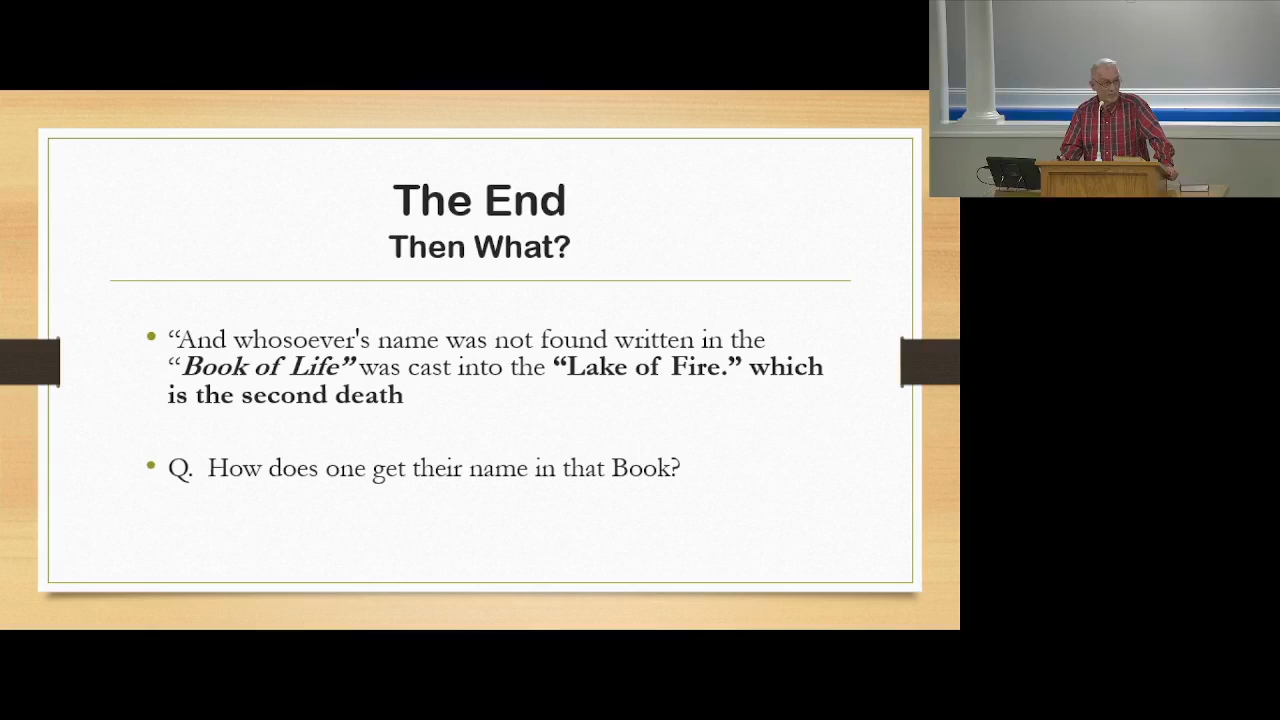 The End
Then What?
• “And whosoever's name was not found written in the
“Book of Life” was cast into the “Lake of Fire.” which
is the second death
• Q.  How does one get their name in that Book?